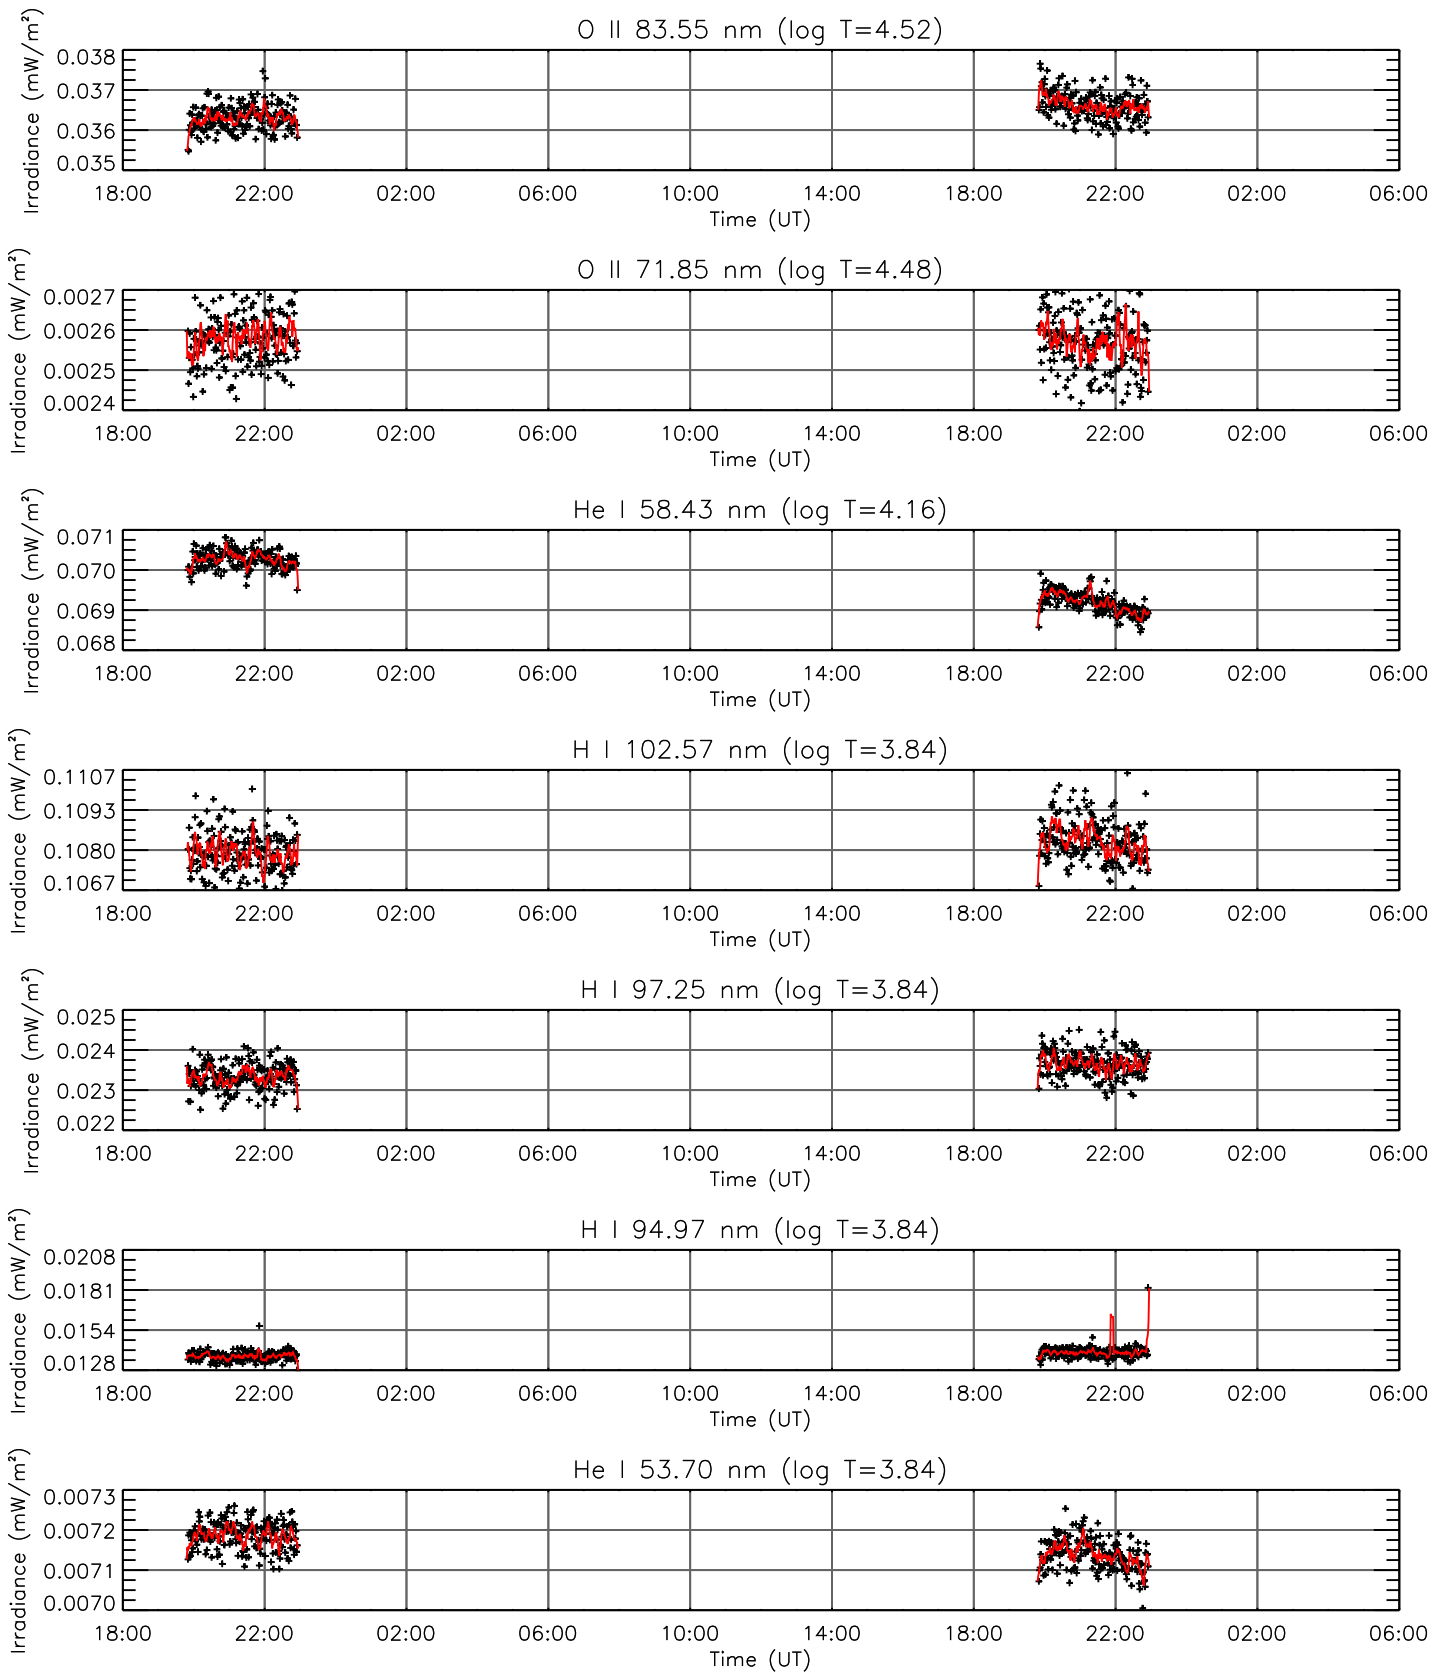 O II 83.55 nm (log T=4.52)
Irradiance (mW/m²)
0.038
0.037
0.036
0.035
18:00 22:00 02:00 06:00 10:00 14:00 18:00 22:00 02:00 06:00
Time (UT)
O II 71.85 nm (log T=4.48)
Irradiance (mW/m²)
0.0027
0.0026
0.0025
0.0024
18:00 22:00 02:00 06:00 10:00 14:00 18:00 22:00 02:00 06:00
Time (UT)
He I 58.43 nm (log T=4.16)
Irradiance (mW/m²)
0.071
0.070
0.069
0.068
18:00 22:00 02:00 06:00 10:00 14:00 18:00 22:00 02:00 06:00
Time (UT)
H I 102.57 nm (log T=3.84)
Irradiance (mW/m²)
0.1107
0.1093
0.1080
0.1067
18:00 22:00 02:00 06:00 10:00 14:00 18:00 22:00 02:00 06:00
Time (UT)
H I 97.25 nm (log T=3.84)
Irradiance (mW/m²)
0.025
0.024
0.023
0.022
18:00 22:00 02:00 06:00 10:00 14:00 18:00 22:00 02:00 06:00
Time (UT)
H I 94.97 nm (log T=3.84)
Irradiance (mW/m²)
0.0208
0.0181
0.0154
0.0128
18:00 22:00 02:00 06:00 10:00 14:00 18:00 22:00 02:00 06:00
Time (UT)
He I 53.70 nm (log T=3.84)
Irradiance (mW/m²)
0.0073
0.0072
0.0071
0.0070
18:00 22:00 02:00 06:00 10:00 14:00 18:00 22:00 02:00 06:00
Time (UT)